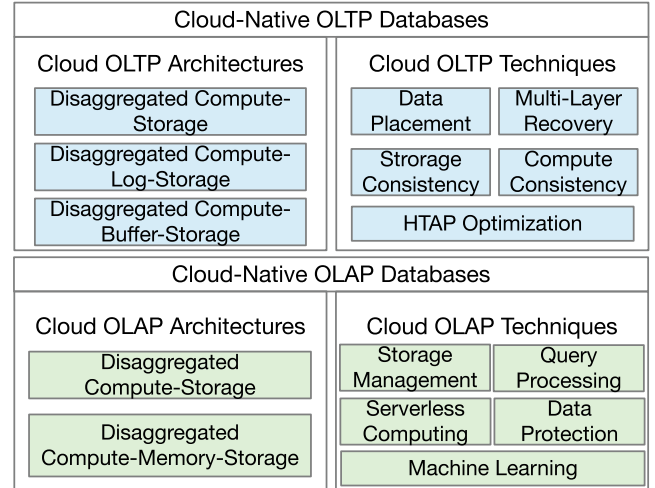 Cloud-Native OLTP Databases
Cloud OLTP Architectures
Disaggregated Compute-
Storage
Disaggregated Compute-
Log-Storage
Disaggregated Compute-
Buffer-Storage
Cloud OLTP Techniques
Data
Placement
Multi-Layer
Recovery
Strorage
Consistency
Compute
Consistency
HTAP Optimization
Cloud-Native OLAP Databases
Cloud OLAP Architectures
Disaggregated
Compute-Storage
Disaggregated
Compute-Memory-Storage
Cloud OLAP Techniques
Storage
Management
Query
Processing
Serverless
Computing
Data
Protection
Machine Learning